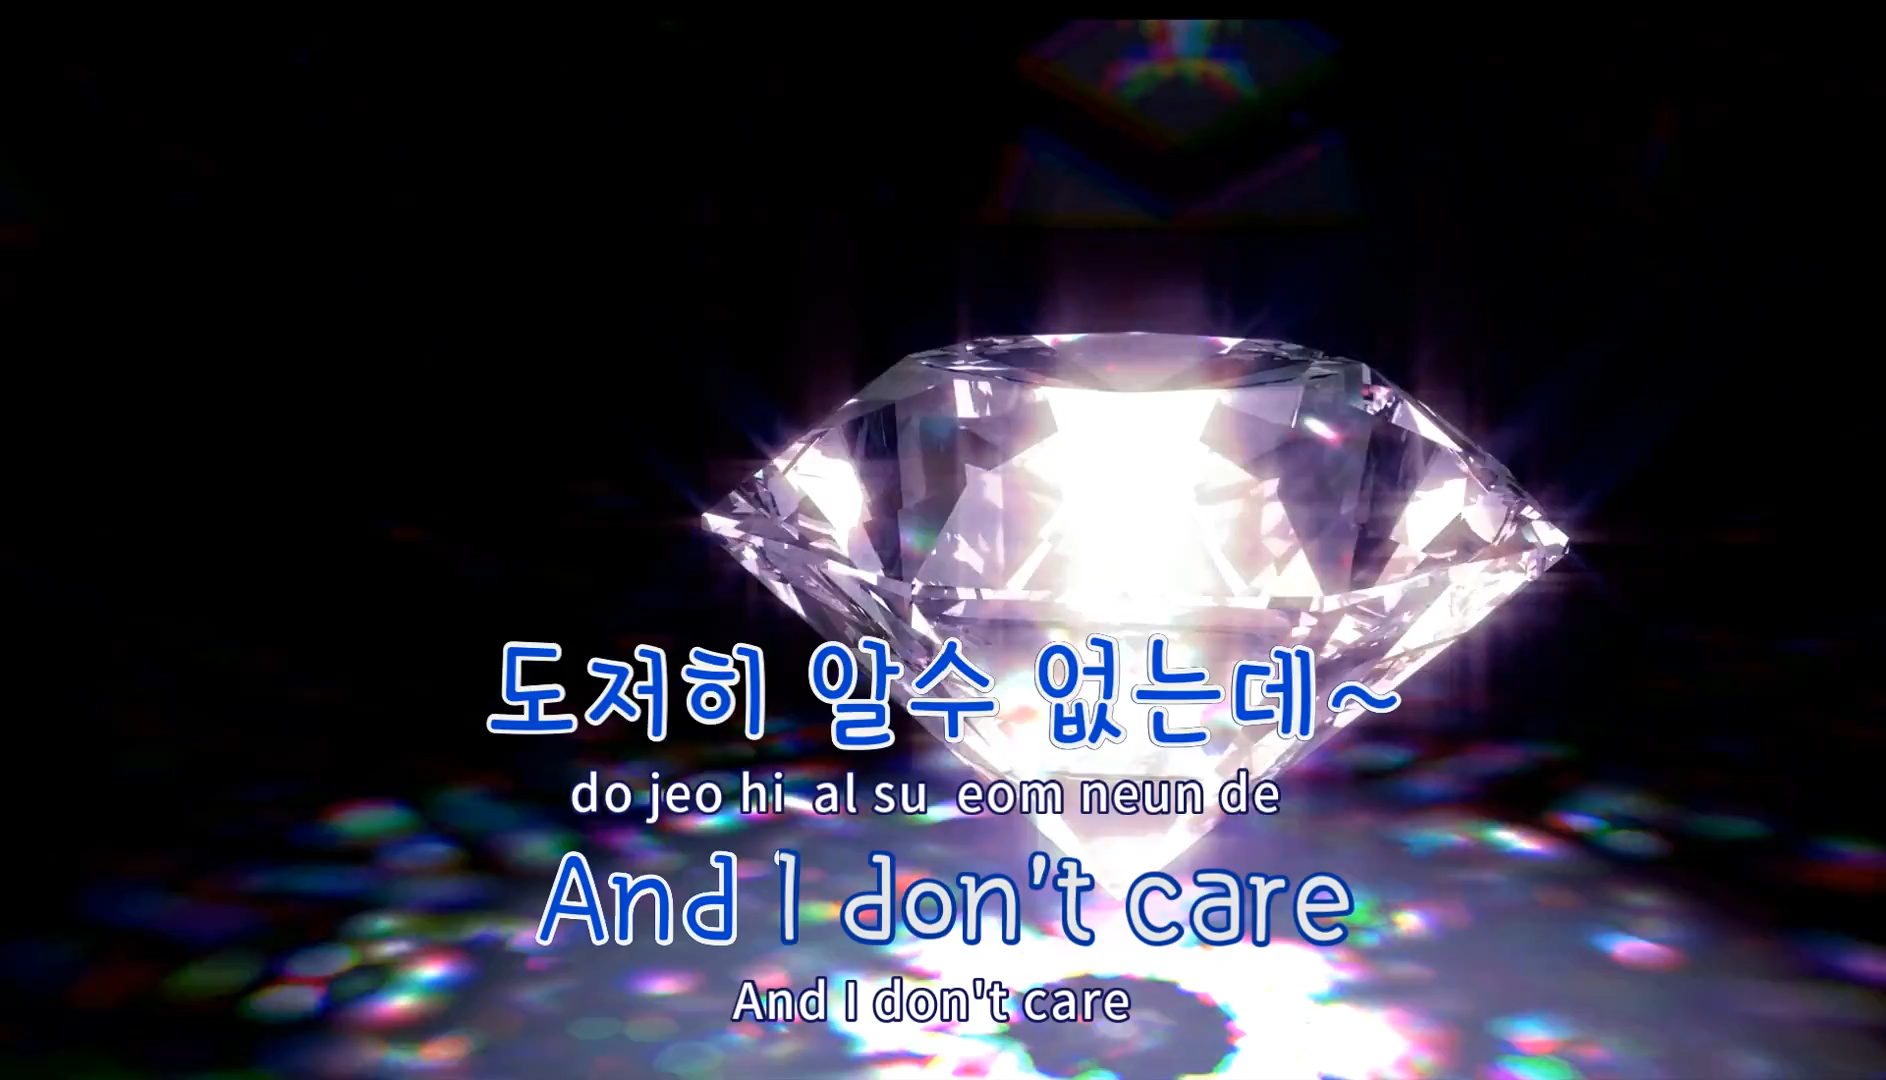 도저히 알수 없는데~
do jeo hi al su eom neun de
And I don't care
And I don't care